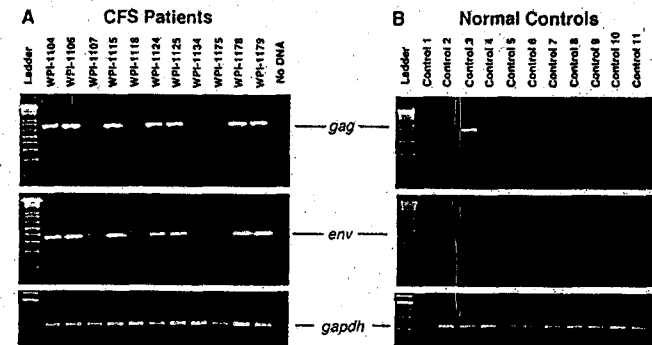 A CFS Patients
Ladder
WPI-1104
WPI-1106
WPI-1107
WPI-1115
WPI-1118
WPI-1124
WPI-1125
WPI-1134
WPI-1175
WPI-1178
WPI-1179
No DNA
B Normal Controls
Ladder
Control 1
Control 2
Control 3
Control 4
Control 5
Control 6
Control 7
Control 8
Control 9
Control 10
Control 11
gag
env
gapdh